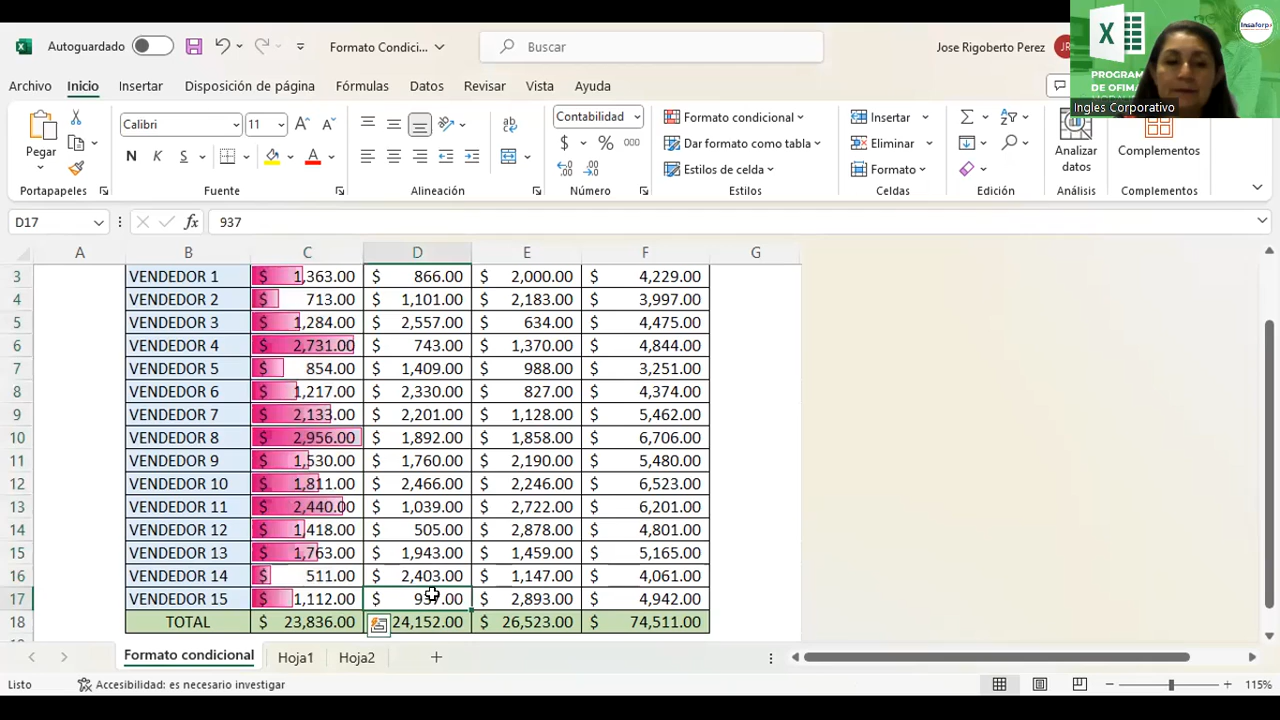 Autoguardado
Formato Condici...
Buscar
Jose Rigoberto Perez
JR
X
Insaforp
PROGRAM
DE OFIMA
Ingles Corporativo
Archivo Inicio Insertar Disposición de página Fórmulas Datos Revisar Vista Ayuda
Pegar
Portapapeles
Calibri 11
N K S
Fuente
Alineación
Contabilidad
$ % 000
Número
Formato condicional
Dar formato como tabla
Estilos de celda
Estilos
Insertar
Eliminar
Formato
Celdas
Edición
Analizar
datos
Análisis
Complementos
Complementos
D17 fx 937
A B C D E F G
3 VENDEDOR 1 $ 1,363.00 $ 866.00 $ 2,000.00 $ 4,229.00
4 VENDEDOR 2 $ 713.00 $ 1,101.00 $ 2,183.00 $ 3,997.00
5 VENDEDOR 3 $ 1,284.00 $ 2,557.00 $ 634.00 $ 4,475.00
6 VENDEDOR 4 $ 2,731.00 $ 743.00 $ 1,370.00 $ 4,844.00
7 VENDEDOR 5 $ 854.00 $ 1,409.00 $ 988.00 $ 3,251.00
8 VENDEDOR 6 $ 1,217.00 $ 2,330.00 $ 827.00 $ 4,374.00
9 VENDEDOR 7 $ 2,133.00 $ 2,201.00 $ 1,128.00 $ 5,462.00
10 VENDEDOR 8 $ 2,956.00 $ 1,892.00 $ 1,858.00 $ 6,706.00
11 VENDEDOR 9 $ 1,530.00 $ 1,760.00 $ 2,190.00 $ 5,480.00
12 VENDEDOR 10 $ 1,811.00 $ 2,466.00 $ 2,246.00 $ 6,523.00
13 VENDEDOR 11 $ 2,440.00 $ 1,039.00 $ 2,722.00 $ 6,201.00
14 VENDEDOR 12 $ 1,418.00 $ 505.00 $ 2,878.00 $ 4,801.00
15 VENDEDOR 13 $ 1,763.00 $ 1,943.00 $ 1,459.00 $ 5,165.00
16 VENDEDOR 14 $ 511.00 $ 2,403.00 $ 1,147.00 $ 4,061.00
17 VENDEDOR 15 $ 1,112.00 $ 937.00 $ 2,893.00 $ 4,942.00
18 TOTAL $ 23,836.00 24,152.00 $ 26,523.00 $ 74,511.00
Formato condicional Hoja1 Hoja2
Listo Accesibilidad: es necesario investigar 115%